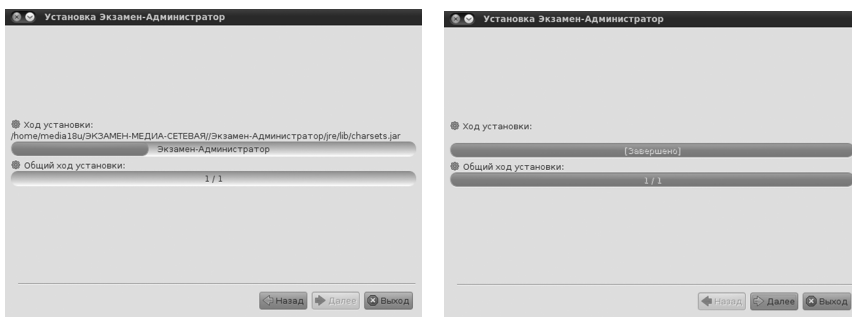 Установка Экзамен-Администратор
Ход установки:
/home/media18u/ЭКЗАМЕН-МЕДИА-СЕТЕВАЯ//Экзамен-Администратор/jre/lib/charsets.jar
Экзамен-Администратор
Общий ход установки:
1 / 1
Назад
Далее
Выход
Установка Экзамен-Администратор
Ход установки:
[Завершено]
Общий ход установки:
1 / 1
Назад
Далее
Выход